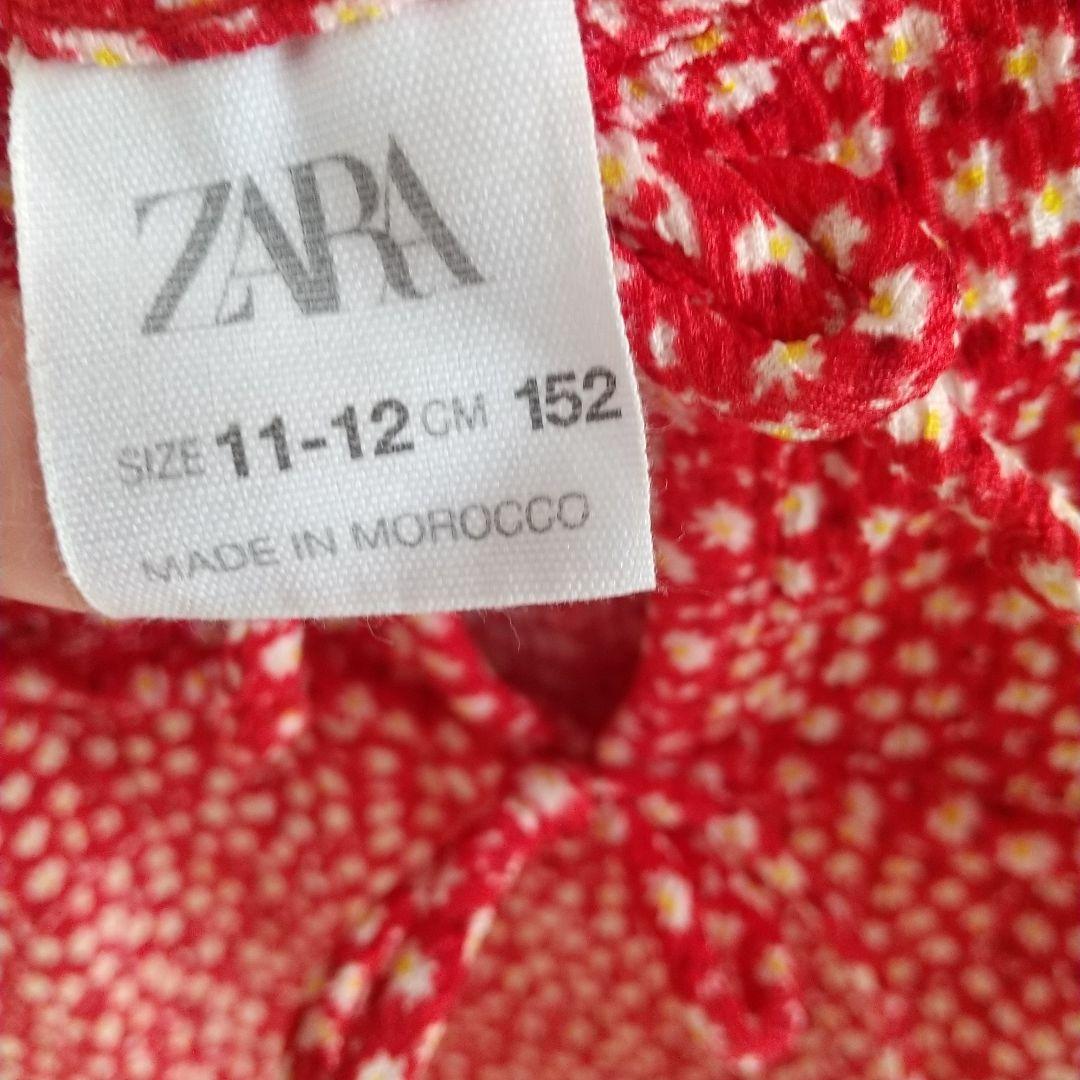 ZARA
SIZE 11-12 CM 152
MADE IN MOROCCO